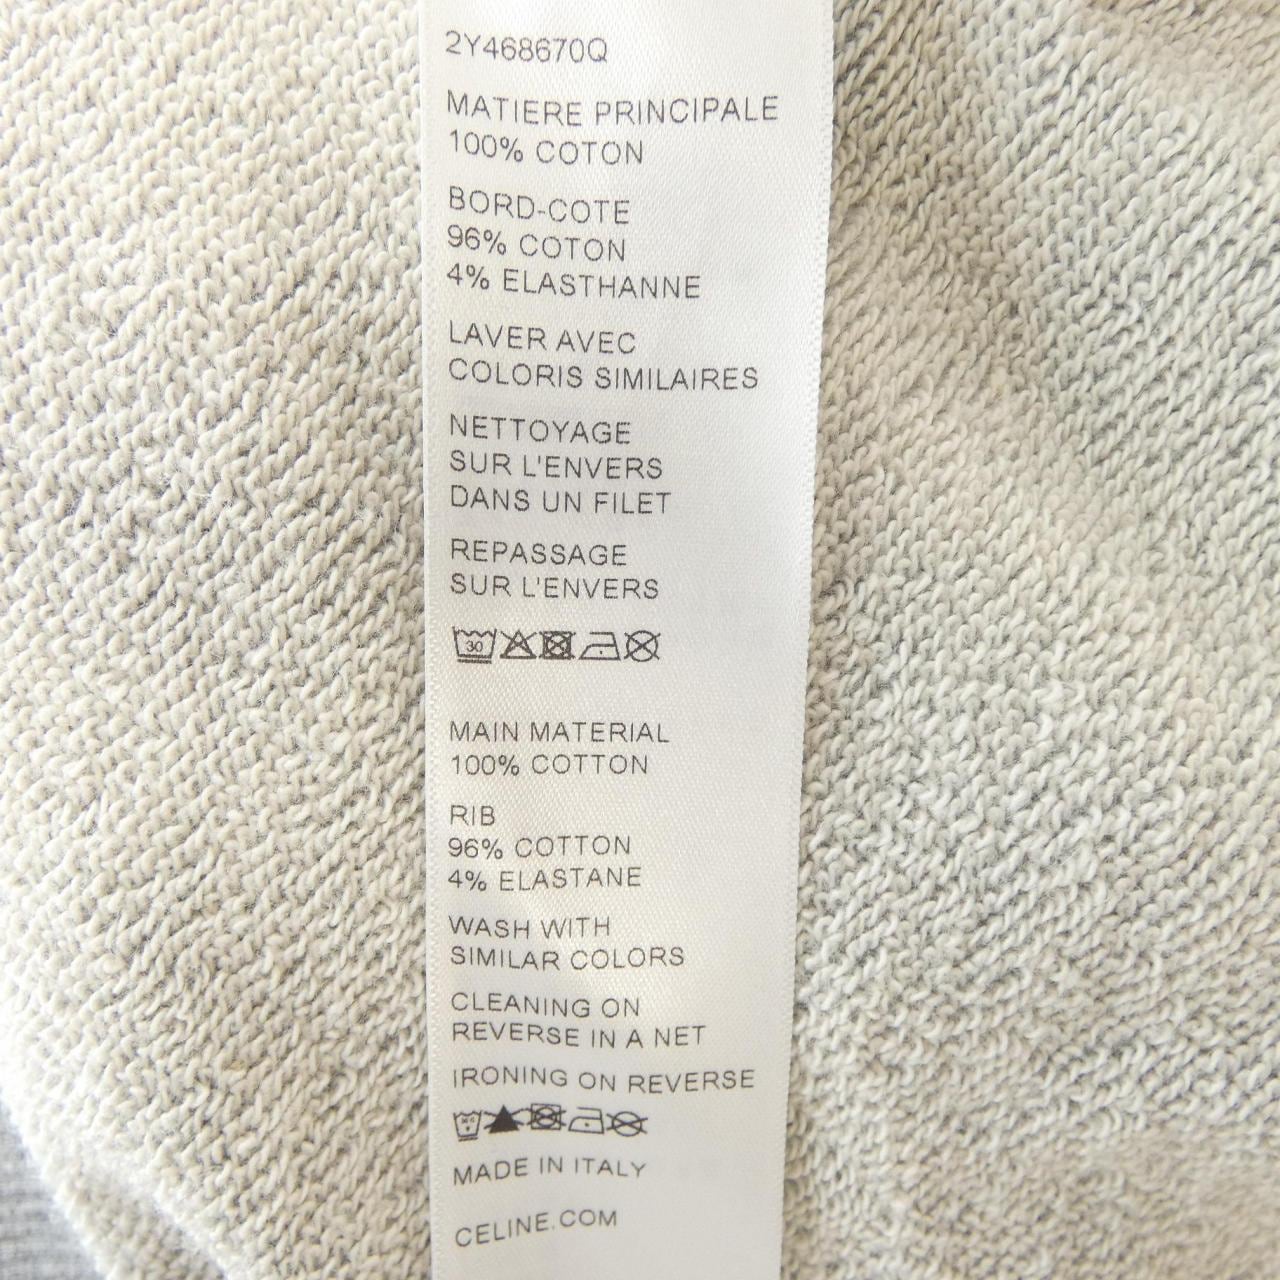 2Y468670Q
MATIERE PRINCIPALE
100% COTON
BORD-COTE
96% COTON
4% ELASTHANNE
LAVER AVEC
COLORIS SIMILAIRES
NETTOYAGE
SUR L'ENVERS
DANS UN FILET
REPASSAGE
SUR L'ENVERS
30
MAIN MATERIAL
100% COTTON
RIB
96% COTTON
4% ELASTANE
WASH WITH
SIMILAR COLORS
CLEANING ON
REVERSE IN A NET
IRONING ON REVERSE
MADE IN ITALY
CELINE.COM